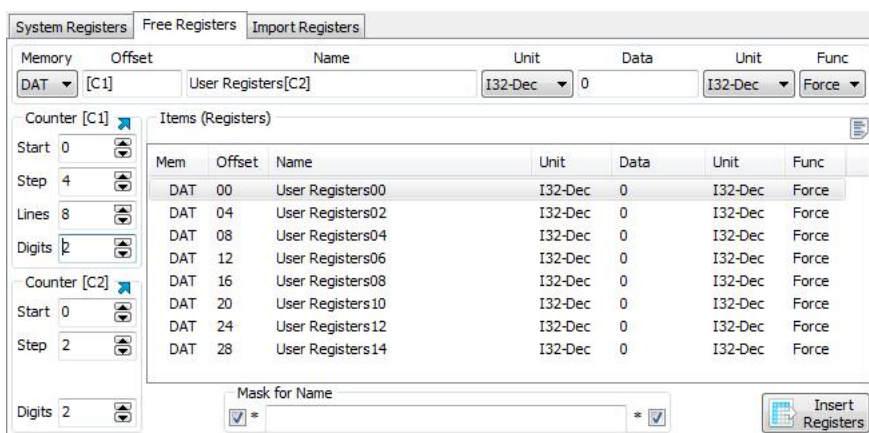 System Registers Free Registers Import Registers
Memory Offset Name Unit Data Unit Func
DAT [C1] User Registers[C2] I32-Dec 0 I32-Dec Force
Counter [C1] Items (Registers)
Start 0
Mem Offset Name Unit Data Unit Func
Step 4
DAT 00 User Registers00 I32-Dec 0 I32-Dec Force
Lines 8
DAT 04 User Registers02 I32-Dec 0 I32-Dec Force
DAT 08 User Registers04 I32-Dec 0 I32-Dec Force
Digits 2
DAT 12 User Registers06 I32-Dec 0 I32-Dec Force
Counter [C2]
DAT 16 User Registers08 I32-Dec 0 I32-Dec Force
Start 0
DAT 20 User Registers10 I32-Dec 0 I32-Dec Force
DAT 24 User Registers12 I32-Dec 0 I32-Dec Force
Step 2
DAT 28 User Registers14 I32-Dec 0 I32-Dec Force
Mask for Name
Digits 2
* *
Insert
Registers